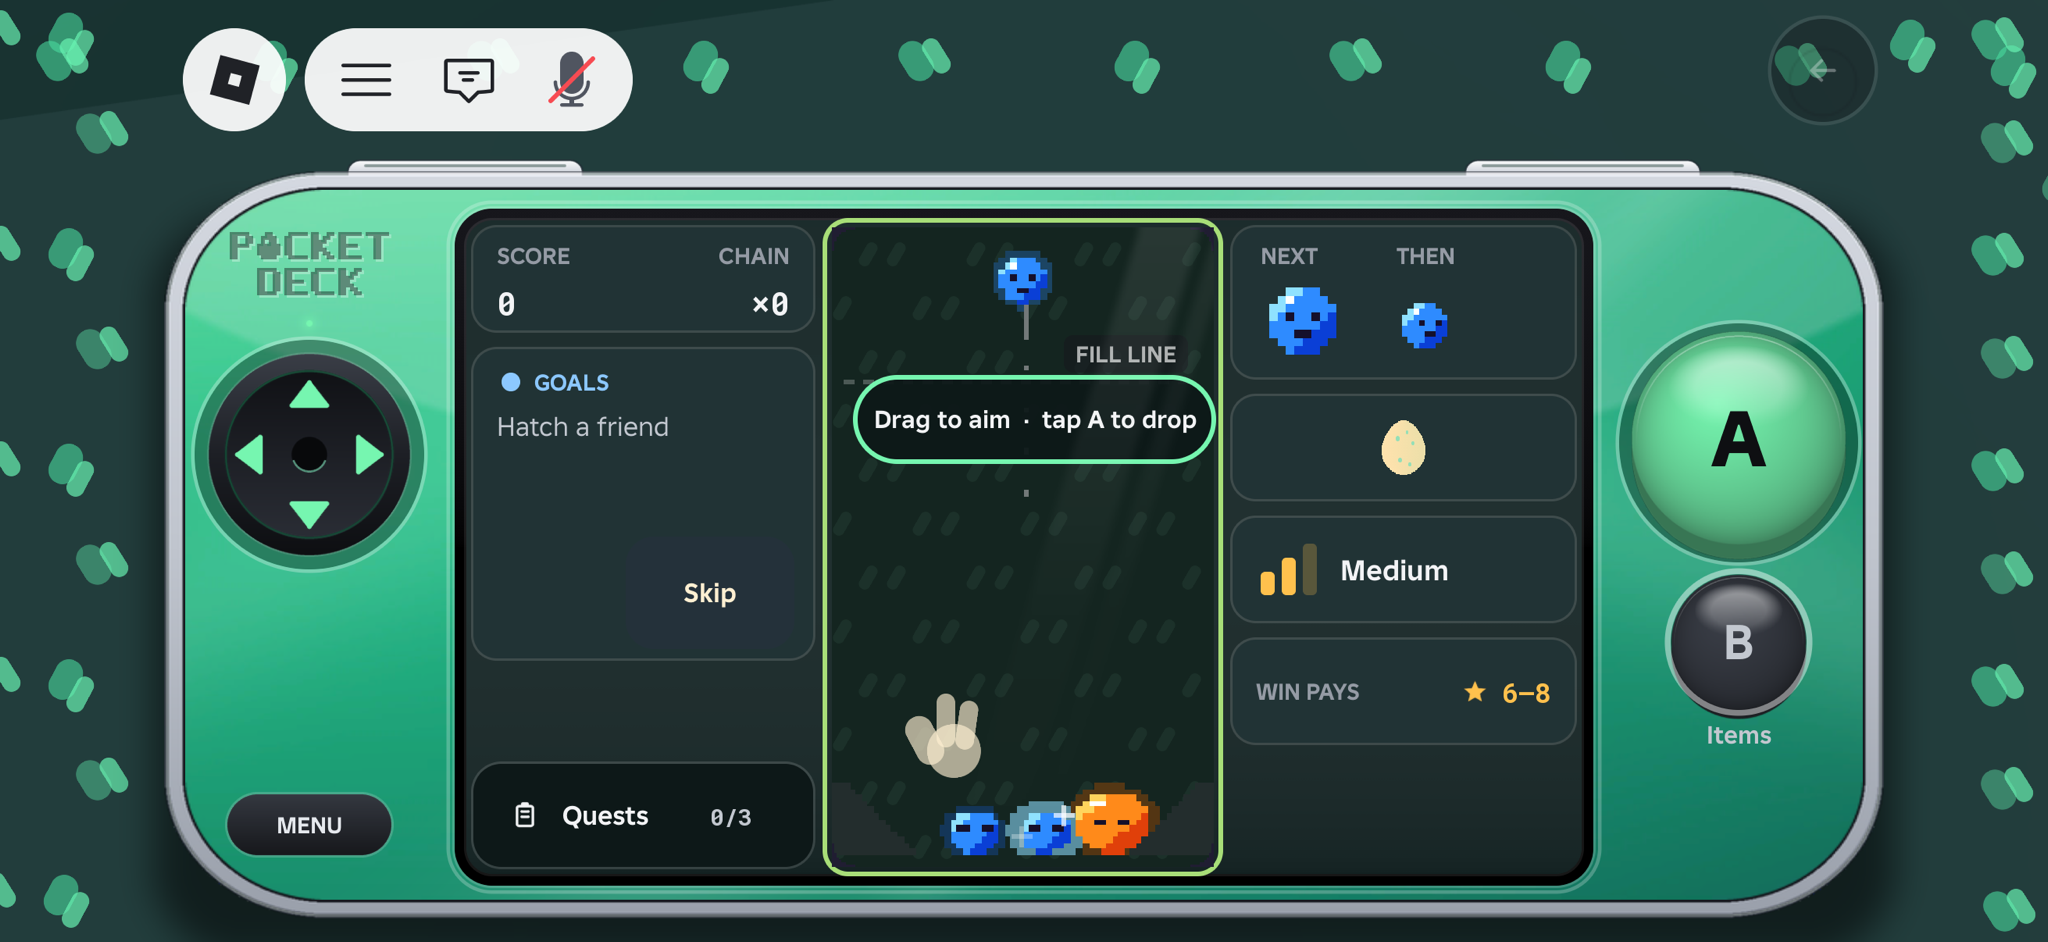 POCKET
DECK
SCORE
CHAIN
0
×0
GOALS
Hatch a friend
Skip
Quests
0/3
MENU
FILL LINE
Drag to aim · tap A to drop
NEXT
THEN
Medium
WIN PAYS
6–8
A
B
Items